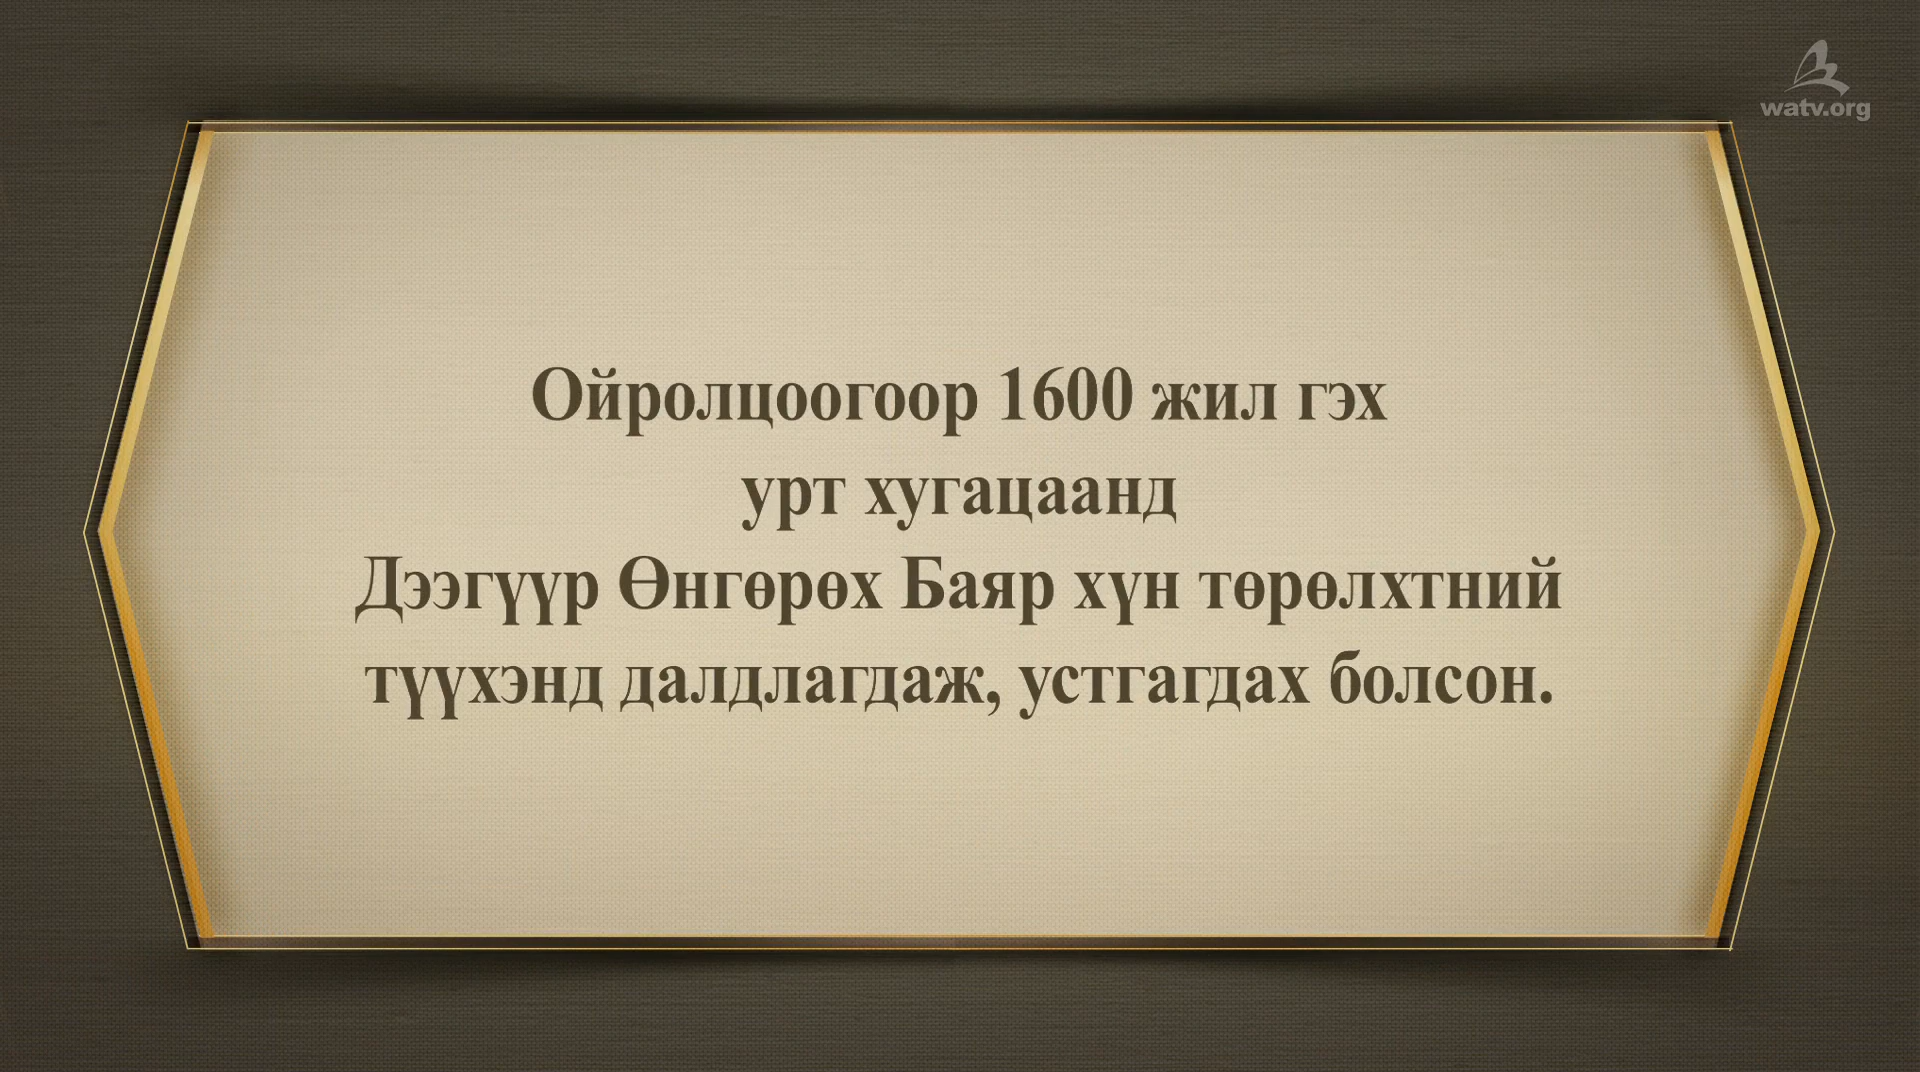 watv.org
Ойролцоогоор 1600 жил гэх
урт хугацаанд
Дээгүүр Өнгөрөх Баяр хүн төрөлхтний
түүхэнд далдлагдаж, устгагдах болсон.